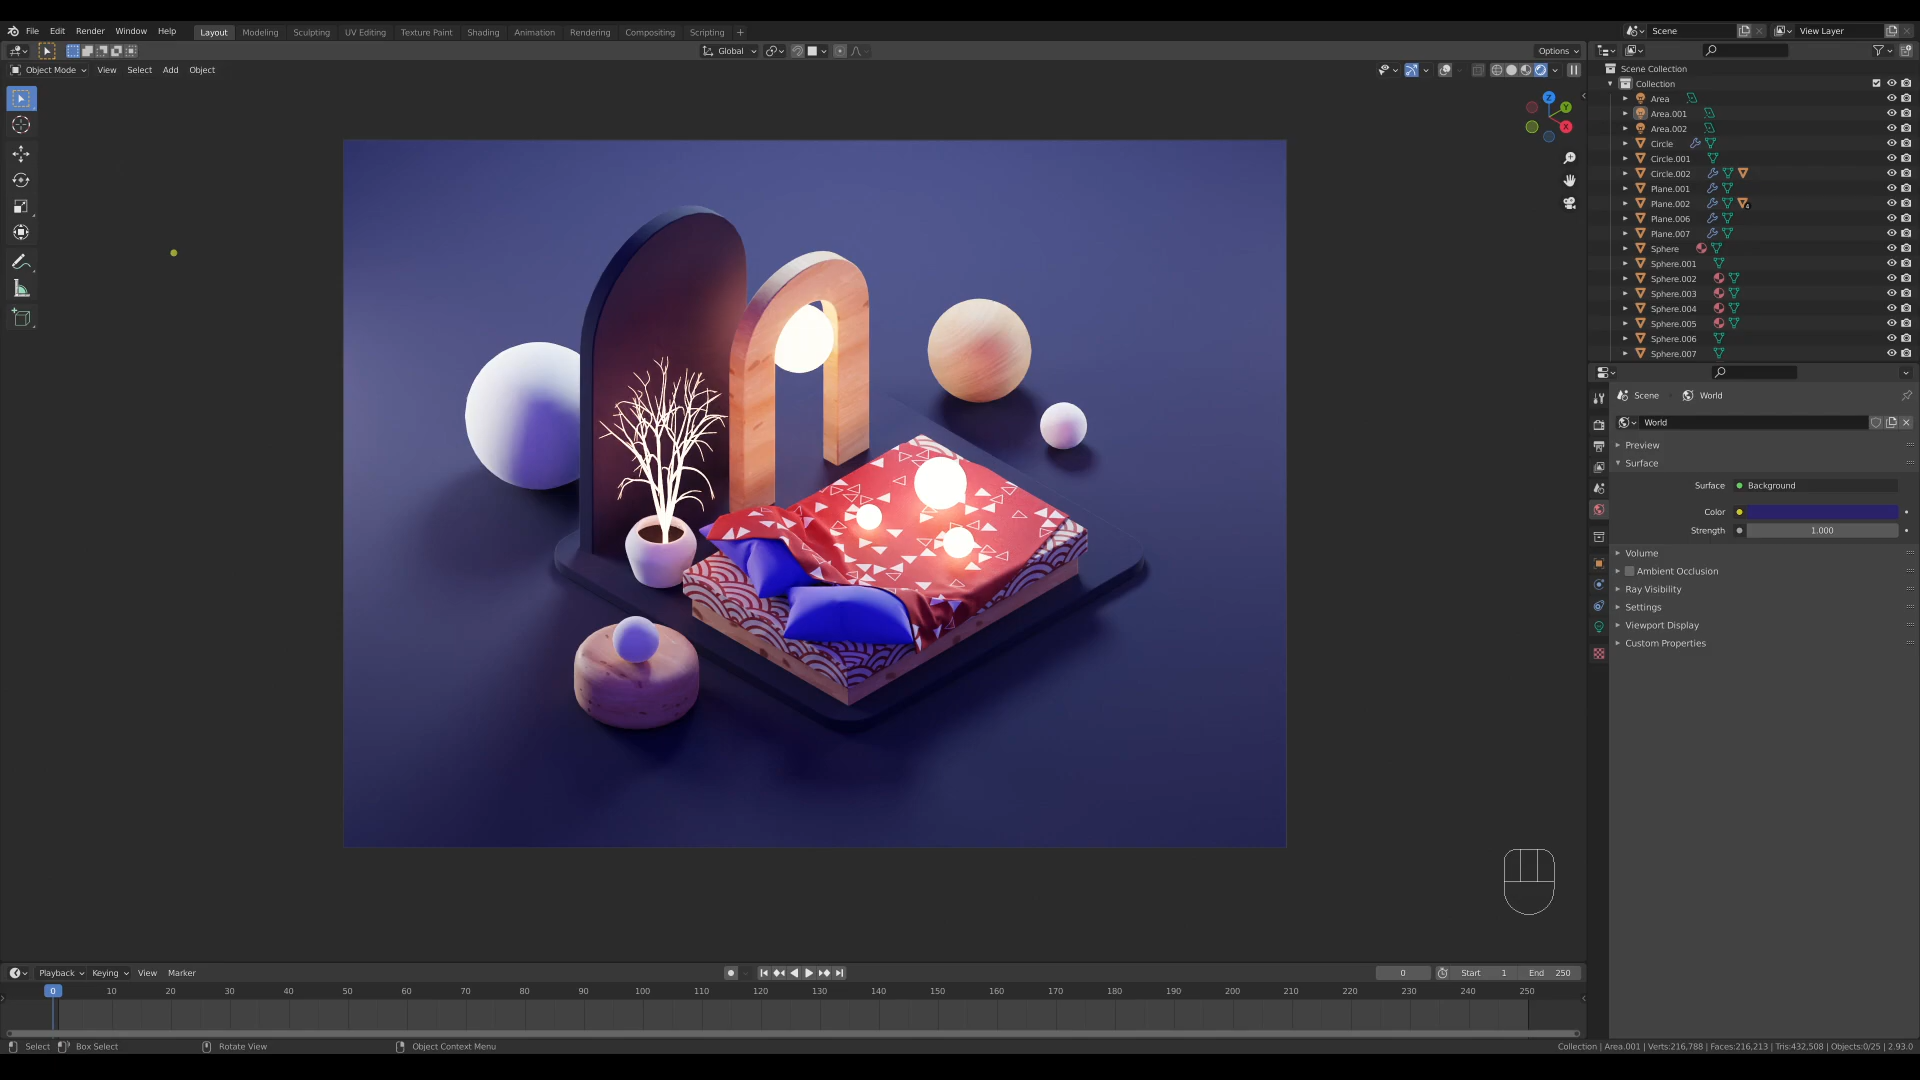 File Edit Render Window Help Layout Modeling Sculpting UV Editing Texture Paint Shading Animation Rendering Compositing Scripting + Scene View Layer
Global Options
Object Mode View Select Add Object
Z
Y
X
Scene Collection
Collection
Area
Area.001
Area.002
Circle
Circle.001
Circle.002
Plane.001
Plane.002
Plane.006
Plane.007
Sphere
Sphere.001
Sphere.002
Sphere.003
Sphere.004
Sphere.005
Sphere.006
Sphere.007
Scene World
World
Preview
Surface
Surface Background
Color
Strength 1.000
Volume
Ambient Occlusion
Ray Visibility
Settings
Viewport Display
Custom Properties
Playback Keying View Marker 0 Start 1 End 250
0 10 20 30 40 50 60 70 80 90 100 110 120 130 140 150 160 170 180 190 200 210 220 230 240 250
Select Box Select Rotate View Object Context Menu Collection | Area.001 | Verts:216,788 | Faces:216,213 | Tris:432,508 | Objects:0/25 | 2.93.0